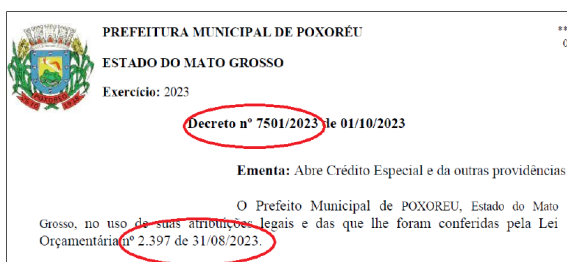 PREFEITURA MUNICIPAL DE POXORÉU
**
ESTADO DO MATO GROSSO
Exercício: 2023
Decreto nº 7501/2023 de 01/10/2023
Ementa: Abre Crédito Especial e da outras providências
O Prefeito Municipal de POXOREU, Estado do Mato
Grosso, no uso de suas atribuições legais e das que lhe foram conferidas pela Lei
Orçamentária nº 2.397 de 31/08/2023.